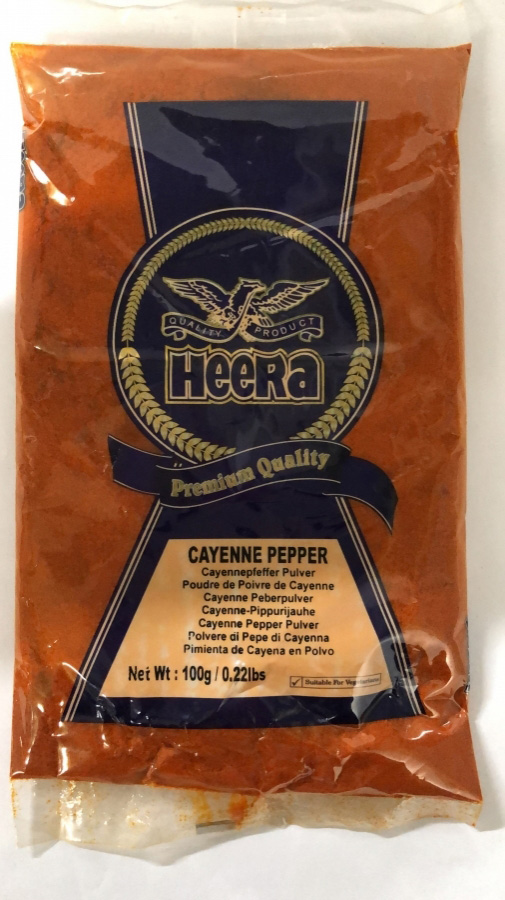 QUALITY PRODUCT
HEERA
Premium Quality
CAYENNE PEPPER
Cayennepfeffer Pulver
Poudre de Poivre de Cayenne
Cayenne Peberpulver
Cayenne-Pippurijauhe
Cayenne Pepper Pulver
Polvere di Pepe di Cayenna
Pimienta de Cayena en Polvo
Net Wt : 100g / 0.22lbs
Suitable For Vegetarians